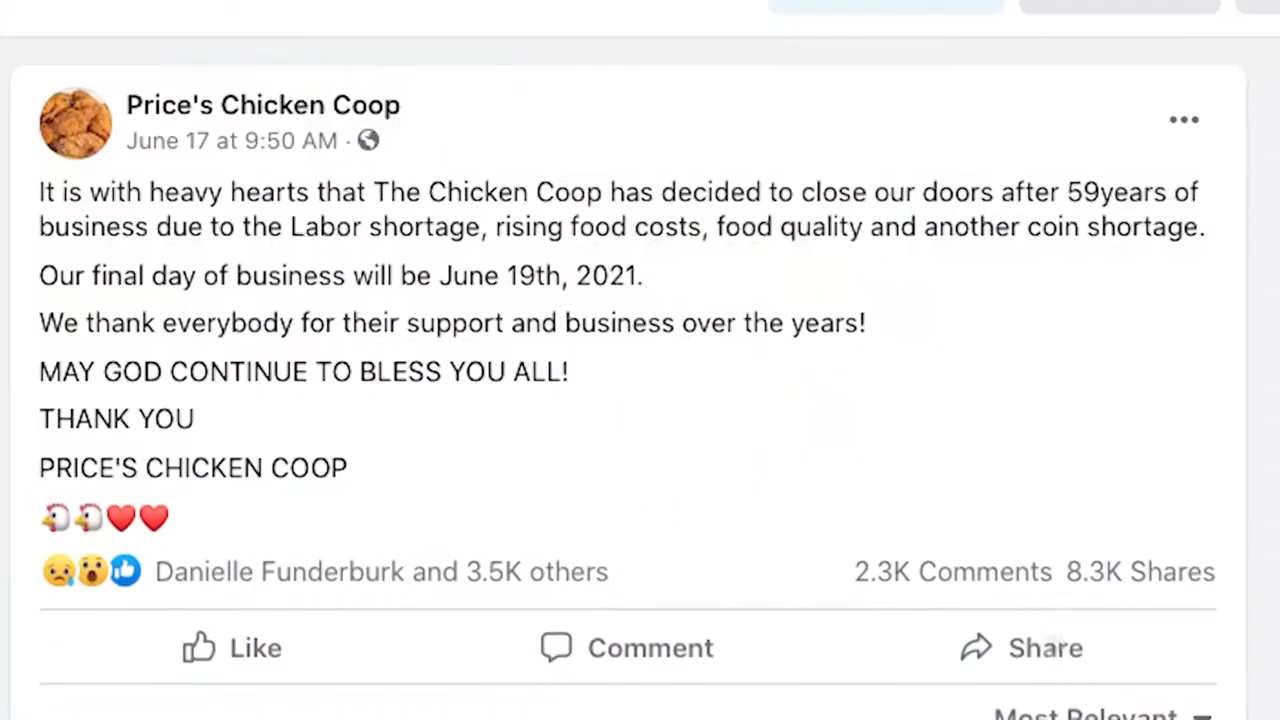 Price's Chicken Coop
June 17 at 9:50 AM ·
It is with heavy hearts that The Chicken Coop has decided to close our doors after 59years of
business due to the Labor shortage, rising food costs, food quality and another coin shortage.
Our final day of business will be June 19th, 2021.
We thank everybody for their support and business over the years!
MAY GOD CONTINUE TO BLESS YOU ALL!
THANK YOU
PRICE'S CHICKEN COOP
🐔🐔❤️❤️
Danielle Funderburk and 3.5K others 2.3K Comments 8.3K Shares
Like Comment Share
Most Relevant